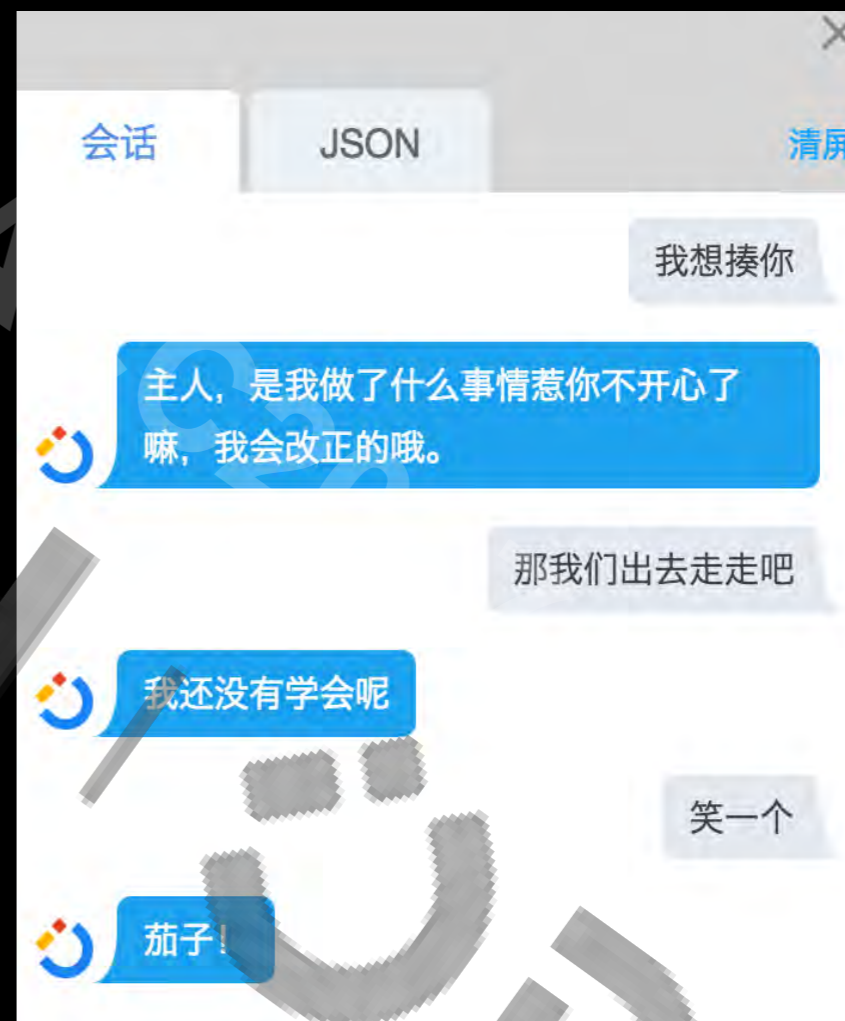 会话
JSON
清屏
我想揍你
主人，是我做了什么事情惹你不开心了
嘛，我会改正的哦。
那我们出去走走吧
我还没有学会呢
笑一个
茄子！